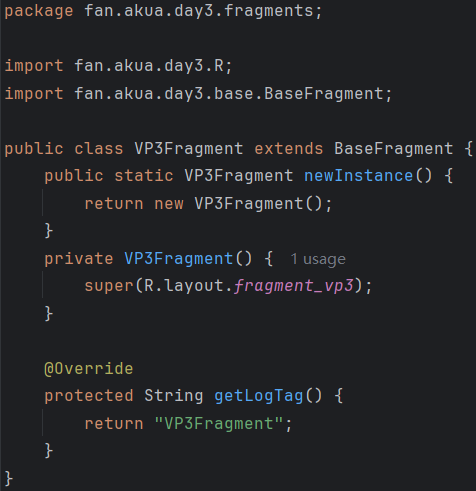 package fan.akua.day3.fragments;
import fan.akua.day3.R;
import fan.akua.day3.base.BaseFragment;
public class VP3Fragment extends BaseFragment {
    public static VP3Fragment newInstance() {
        return new VP3Fragment();
    }
    private VP3Fragment() { 1 usage
        super(R.layout.fragment_vp3);
    }
    @Override
    protected String getLogTag() {
        return "VP3Fragment";
    }
}